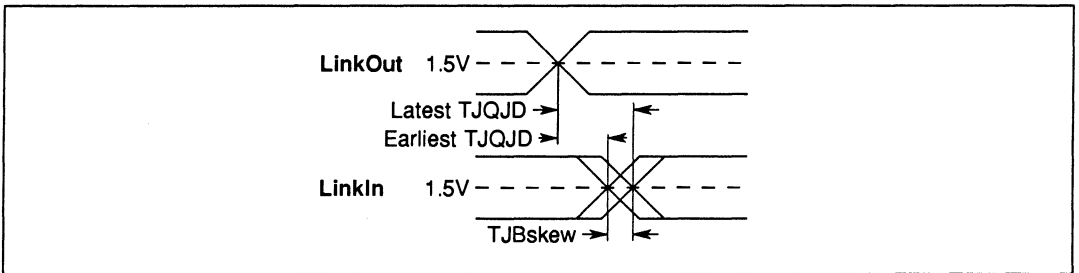 LinkOut 1.5V
Latest TJQJD
Earliest TJQJD
LinkIn 1.5V
TJBskew